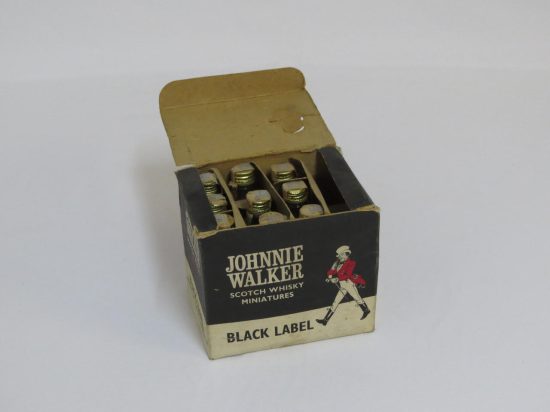 JOHNNIE
WALKER
SCOTCH WHISKY
MINIATURES
BLACK LABEL